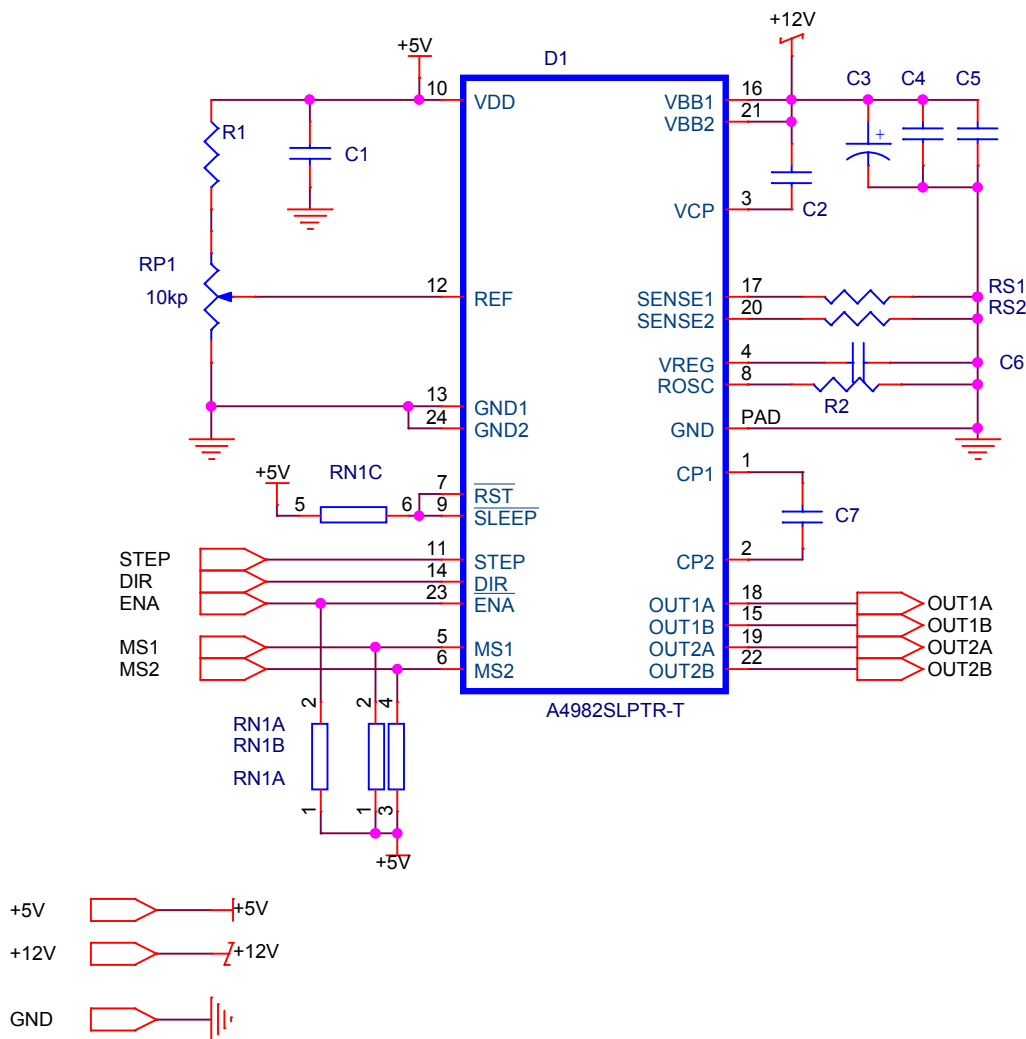 +12V
+5V
D1
10
VDD
VBB1
16
C3
C4
C5
VBB2
21
+
R1
C1
VCP
3
C2
RP1
10kp
12
REF
SENSE1
17
RS1
SENSE2
20
RS2
VREG
4
C6
ROSC
8
R2
13
GND1
24
GND2
GND
PAD
+5V
RN1C
CP1
1
5
6
7
RST
9
SLEEP
C7
STEP
11
STEP
CP2
2
DIR
14
DIR
ENA
23
ENA
OUT1A
18
OUT1A
OUT1B
15
OUT1B
MS1
5
MS1
OUT2A
19
OUT2A
MS2
6
MS2
OUT2B
22
OUT2B
A4982SLPTR-T
2
2
4
RN1A
RN1B
RN1A
1
1
3
+5V
+5V
+5V
+12V
+12V
GND